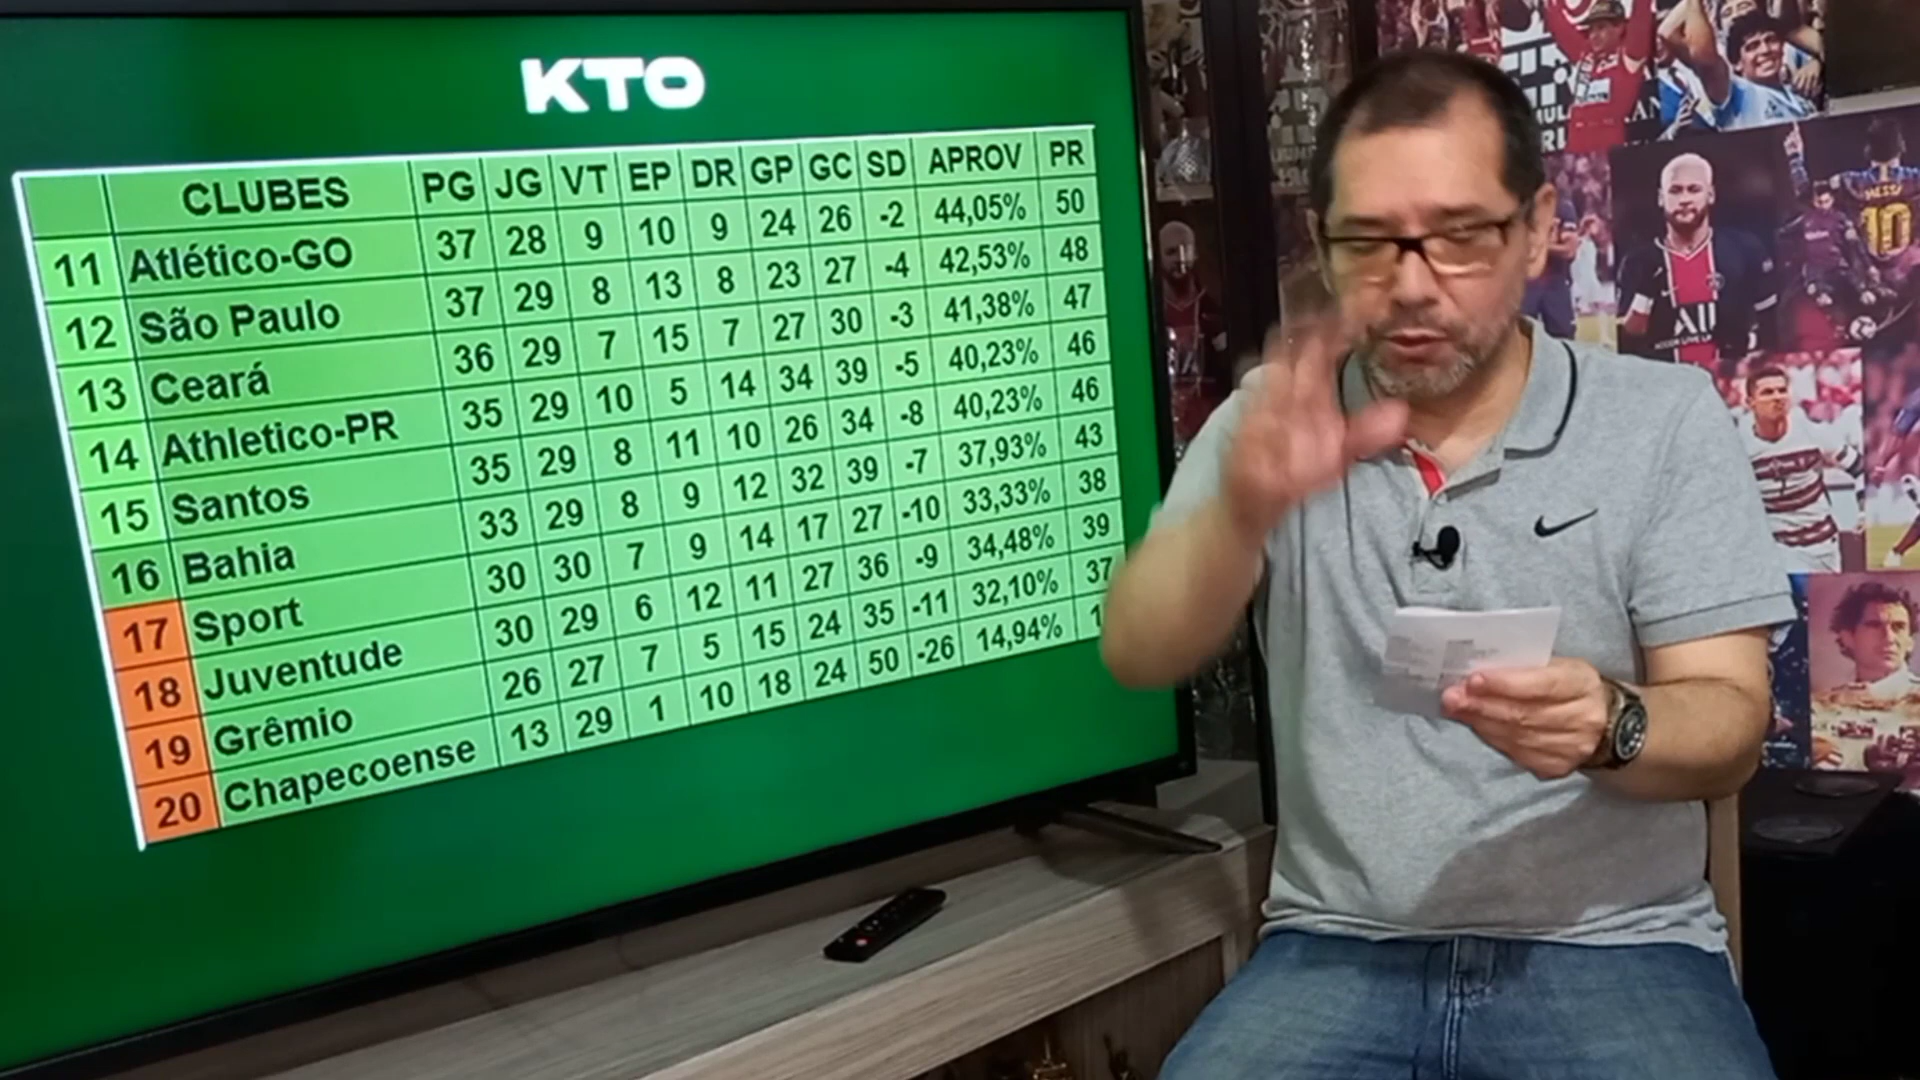 KTO
CLUBES PG JG VT EP DR GP GC SD APROV PR
11 Atlético-GO 37 28 9 10 9 24 26 -2 44,05% 50
12 São Paulo 37 29 8 13 8 23 27 -4 42,53% 48
13 Ceará 36 29 7 15 7 27 30 -3 41,38% 47
14 Athletico-PR 35 29 10 5 14 34 39 -5 40,23% 46
15 Santos 35 29 8 11 10 26 34 -8 40,23% 46
16 Bahia 33 29 8 9 12 32 39 -7 37,93% 43
17 Sport 30 30 7 9 14 17 27 -10 33,33% 38
18 Juventude 30 29 6 12 11 27 36 -9 34,48% 39
19 Grêmio 26 27 7 5 15 24 35 -11 32,10% 37
20 Chapecoense 13 29 1 10 18 24 50 -26 14,94%
MESSI
10